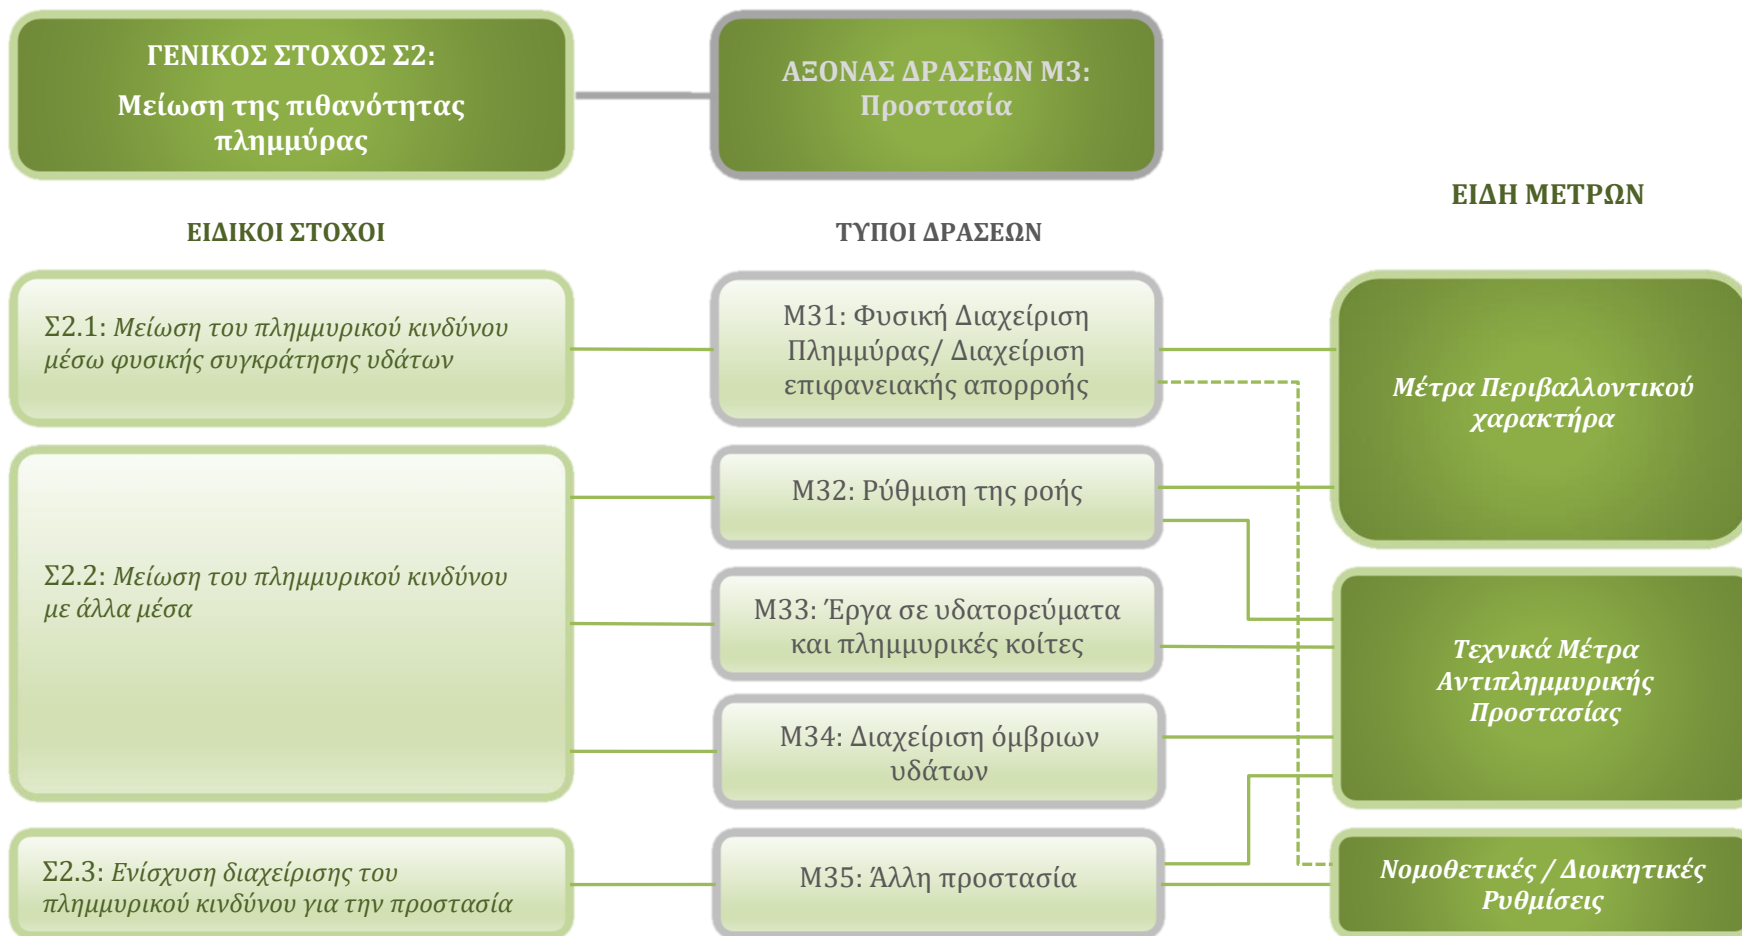 ΓΕΝΙΚΟΣ ΣΤΟΧΟΣ Σ2:
Μείωση της πιθανότητας
πλημμύρας
ΑΞΟΝΑΣ ΔΡΑΣΕΩΝ Μ3:
Προστασία
ΕΙΔΙΚΟΙ ΣΤΟΧΟΙ
ΤΥΠΟΙ ΔΡΑΣΕΩΝ
ΕΙΔΗ ΜΕΤΡΩΝ
Σ2.1: Μείωση του πλημμυρικού κινδύνου
μέσω φυσικής συγκράτησης υδάτων
Μ31: Φυσική Διαχείριση
Πλημμύρας/ Διαχείριση
επιφανειακής απορροής
Μέτρα Περιβαλλοντικού
χαρακτήρα
Σ2.2: Μείωση του πλημμυρικού κινδύνου
με άλλα μέσα
Μ32: Ρύθμιση της ροής
Μ33: Έργα σε υδατορεύματα
και πλημμυρικές κοίτες
Μ34: Διαχείριση όμβριων
υδάτων
Τεχνικά Μέτρα
Αντιπλημμυρικής
Προστασίας
Σ2.3: Ενίσχυση διαχείρισης του
πλημμυρικού κινδύνου για την προστασία
Μ35: Άλλη προστασία
Νομοθετικές / Διοικητικές
Ρυθμίσεις